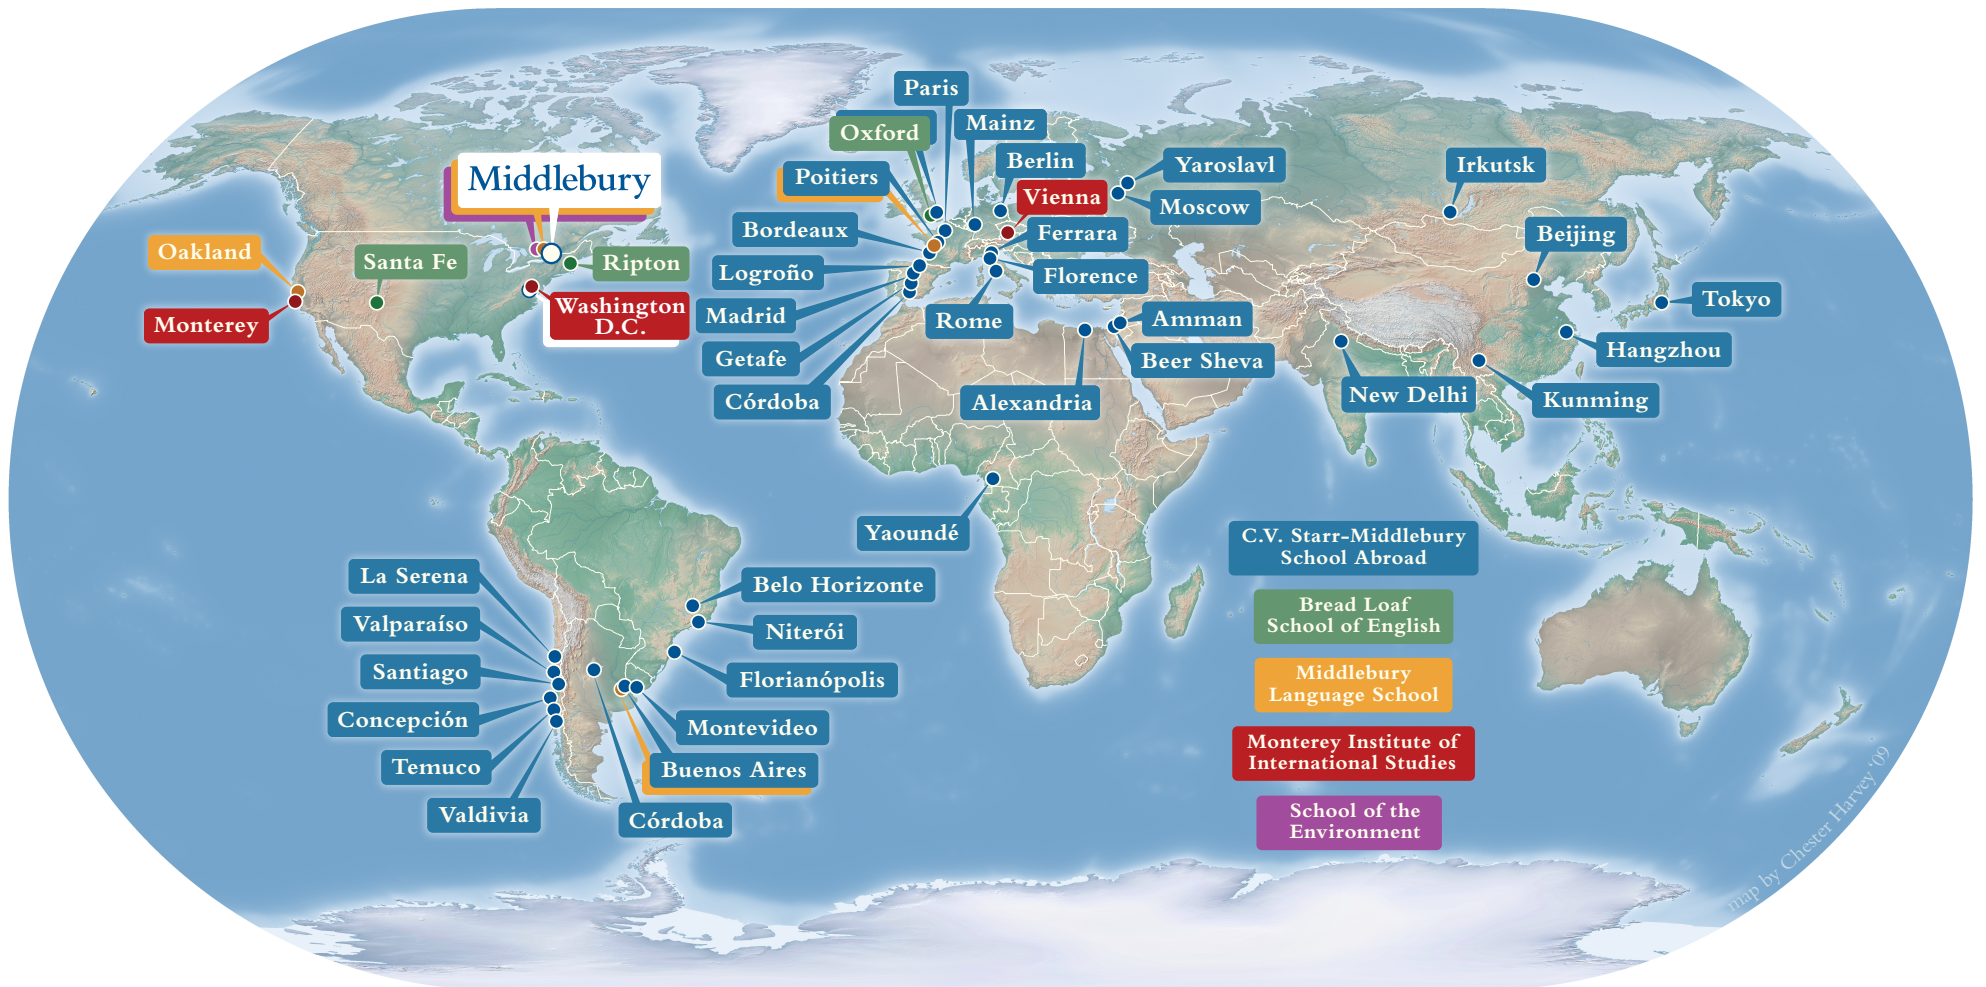 Paris
Oxford
Mainz
Berlin
Poitiers
Vienna
Yaroslavl
Moscow
Irkutsk
Middlebury
Bordeaux
Ferrara
Beijing
Oakland
Santa Fe
Ripton
Logroño
Florence
Monterey
Washington
D.C.
Madrid
Rome
Amman
Tokyo
Getafe
Beer Sheva
Hangzhou
Córdoba
Alexandria
New Delhi
Kunming
Yaoundé
C.V. Starr-Middlebury
School Abroad
La Serena
Belo Horizonte
Bread Loaf
School of English
Valparaíso
Niterói
Santiago
Florianópolis
Middlebury
Language School
Concepción
Montevideo
Monterey Institute of
International Studies
Temuco
Buenos Aires
Valdivia
Córdoba
School of the
Environment
map by Chester Harvey '09